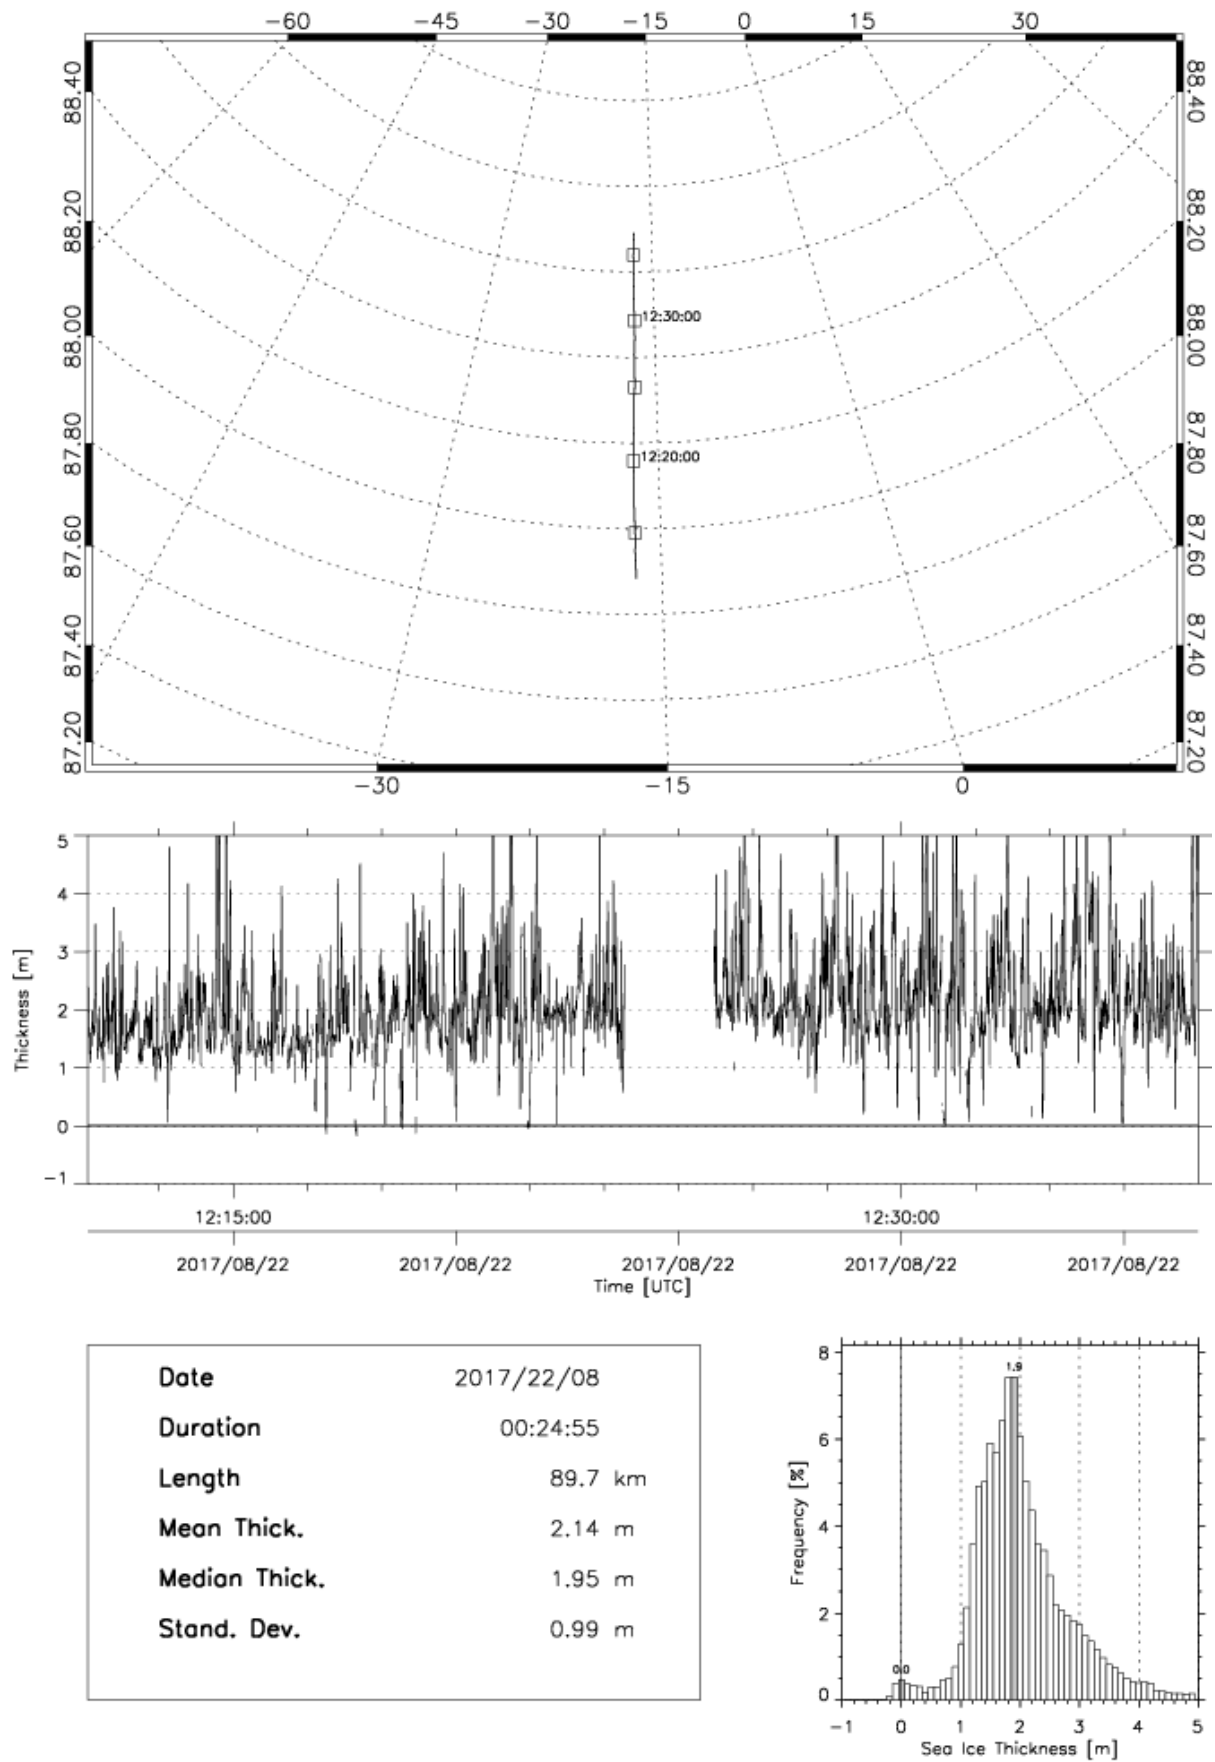 -60 -45 -30 -20 -15 0 15 30
88.40 88.40
88.20 88.20
88.00 88.00
87.80 87.80
87.60 87.60
87.40 87.40
87.20 87.20
12:30:00
12:20:00
-30 -15 0
5
4
3
2
1
0
-1
Thickness [m]
12:15:00 12:30:00
2017/08/22 2017/08/22 2017/08/22 2017/08/22 2017/08/22
Time [UTC]
Date 2017/22/08
Duration 00:24:55
Length 89.7 km
Mean Thick. 2.14 m
Median Thick. 1.95 m
Stand. Dev. 0.99 m
8
6
4
2
0
Frequency [%]
1.9
0.0
-1 0 1 2 3 4 5
Sea Ice Thickness [m]